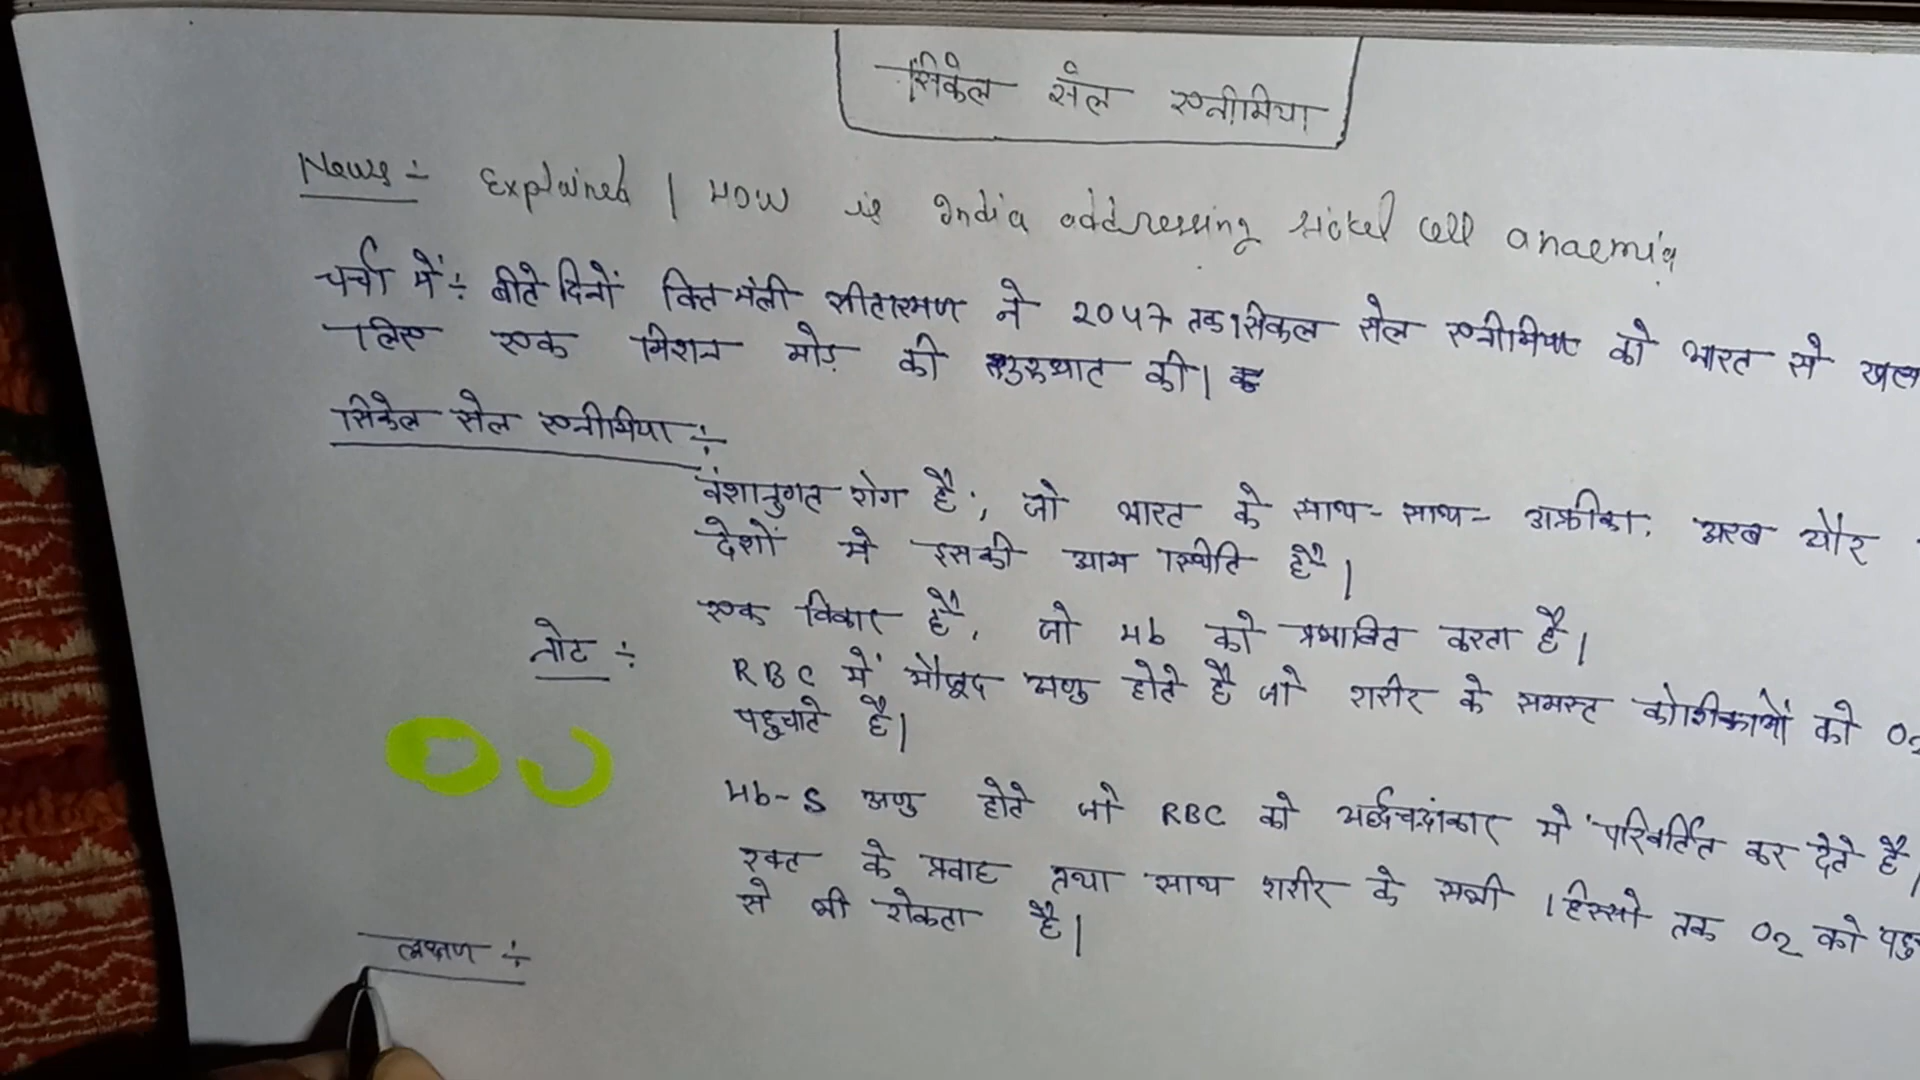 सिकेल सेल एनीमिया
News÷ Explained | How is India addressing sickel cell anaemia
चर्चा में÷ बीते दिनों वित मंत्री सीतारमण ने 2047 तक सिकल सेल एनीमिया को भारत से खत्म
लिए एक मिशन मोड़ की शुरुआत की।
सिकेल सेल एनीमिया ÷
वंशानुगत रोग है, जो भारत के साथ-साथ- अफ्रीका, अरब और
देशों मे इसकी आम स्थिति है।
एक विकार है, जो Hb को प्रभावित करता है।
नोट ÷
RBC में मौजूद अणु होते है जो शरीर के समस्त कोशिकाओं को O2
पहुचाते है।
Hb-S अणु होते जो RBC को अर्द्धचद्रांकार मे परिवर्तित कर देते है।
रक्त के प्रवाह तथा साथ शरीर के सभी हिस्सो तक O2 को पहु
से भी रोकता है।
लक्षण ÷